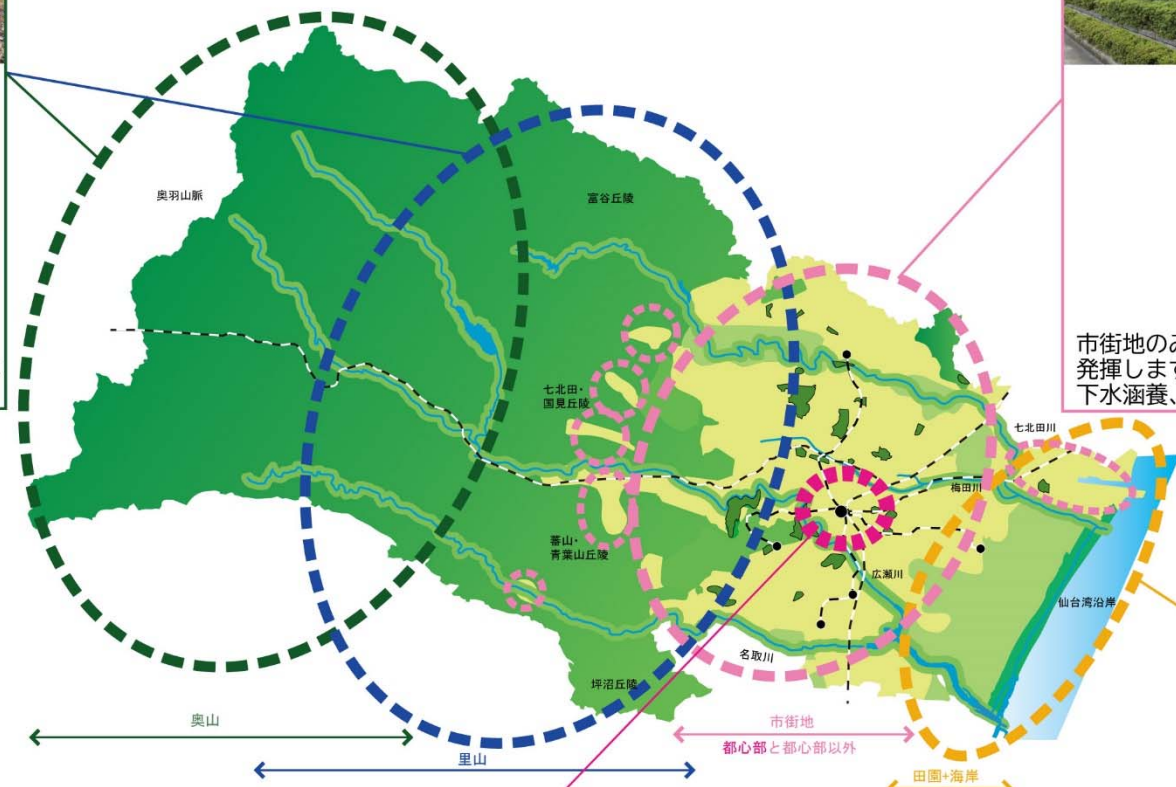 奥羽山脈
富谷丘陵
市街地のみ
発揮します
下水涵養、
七北田・
国見丘陵
七北田川
梅田川
蕃山・
青葉山丘陵
広瀬川
仙台湾沿岸
名取川
坪沼丘陵
奥山
市街地
都心部と都心部以外
里山
田園+海岸